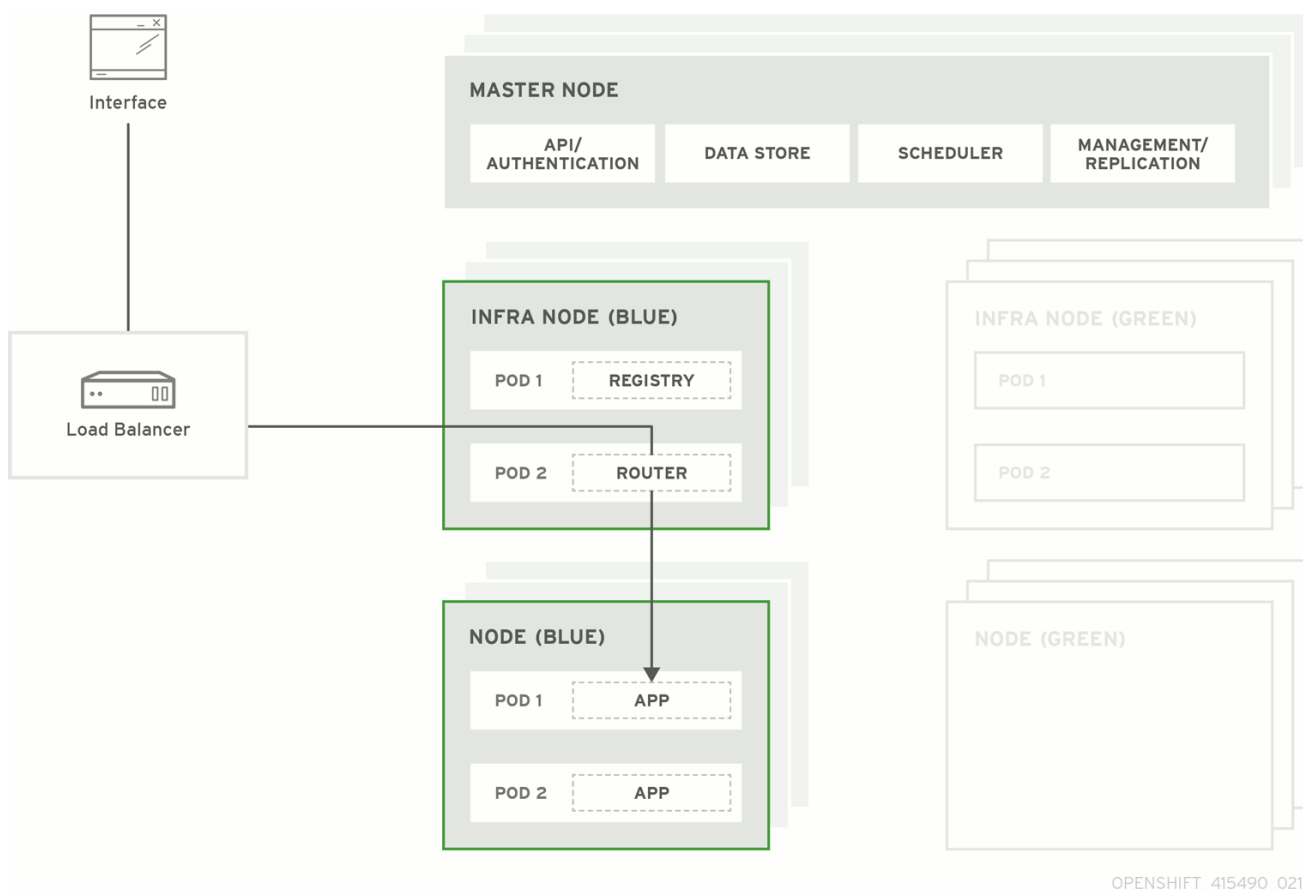 Interface
MASTER NODE
API/
AUTHENTICATION
DATA STORE
SCHEDULER
MANAGEMENT/
REPLICATION
Load Balancer
INFRA NODE (BLUE)
POD 1
REGISTRY
POD 2
ROUTER
INFRA NODE (GREEN)
POD 1
POD 2
NODE (BLUE)
POD 1
APP
POD 2
APP
NODE (GREEN)
OPENSHIFT_415490_021